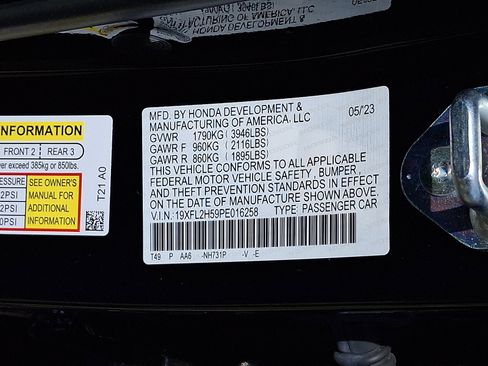 MFD. BY HONDA DEVELOPMENT &
MANUFACTURING OF AMERICA, LLC 05/23
GVWR 1790KG (3946LBS)
GAWR F 960KG (2116LBS)
GAWR R 860KG (1895LBS)
THIS VEHICLE CONFORMS TO ALL APPLICABLE
FEDERAL MOTOR VEHICLE SAFETY, BUMPER,
AND THEFT PREVENTION STANDARDS IN EFFECT
ON THE DATE OF MANUFACTURE SHOWN ABOVE.
V.I.N.:19XFL2H59PE016258 TYPE: PASSENGER CAR
T49 P AA6 -NH731P -V -E
INFORMATION
FRONT 2 REAR 3
exceed 385kg or 850lbs.
SEE OWNER'S
MANUAL FOR
ADDITIONAL
INFORMATION
T21 A0